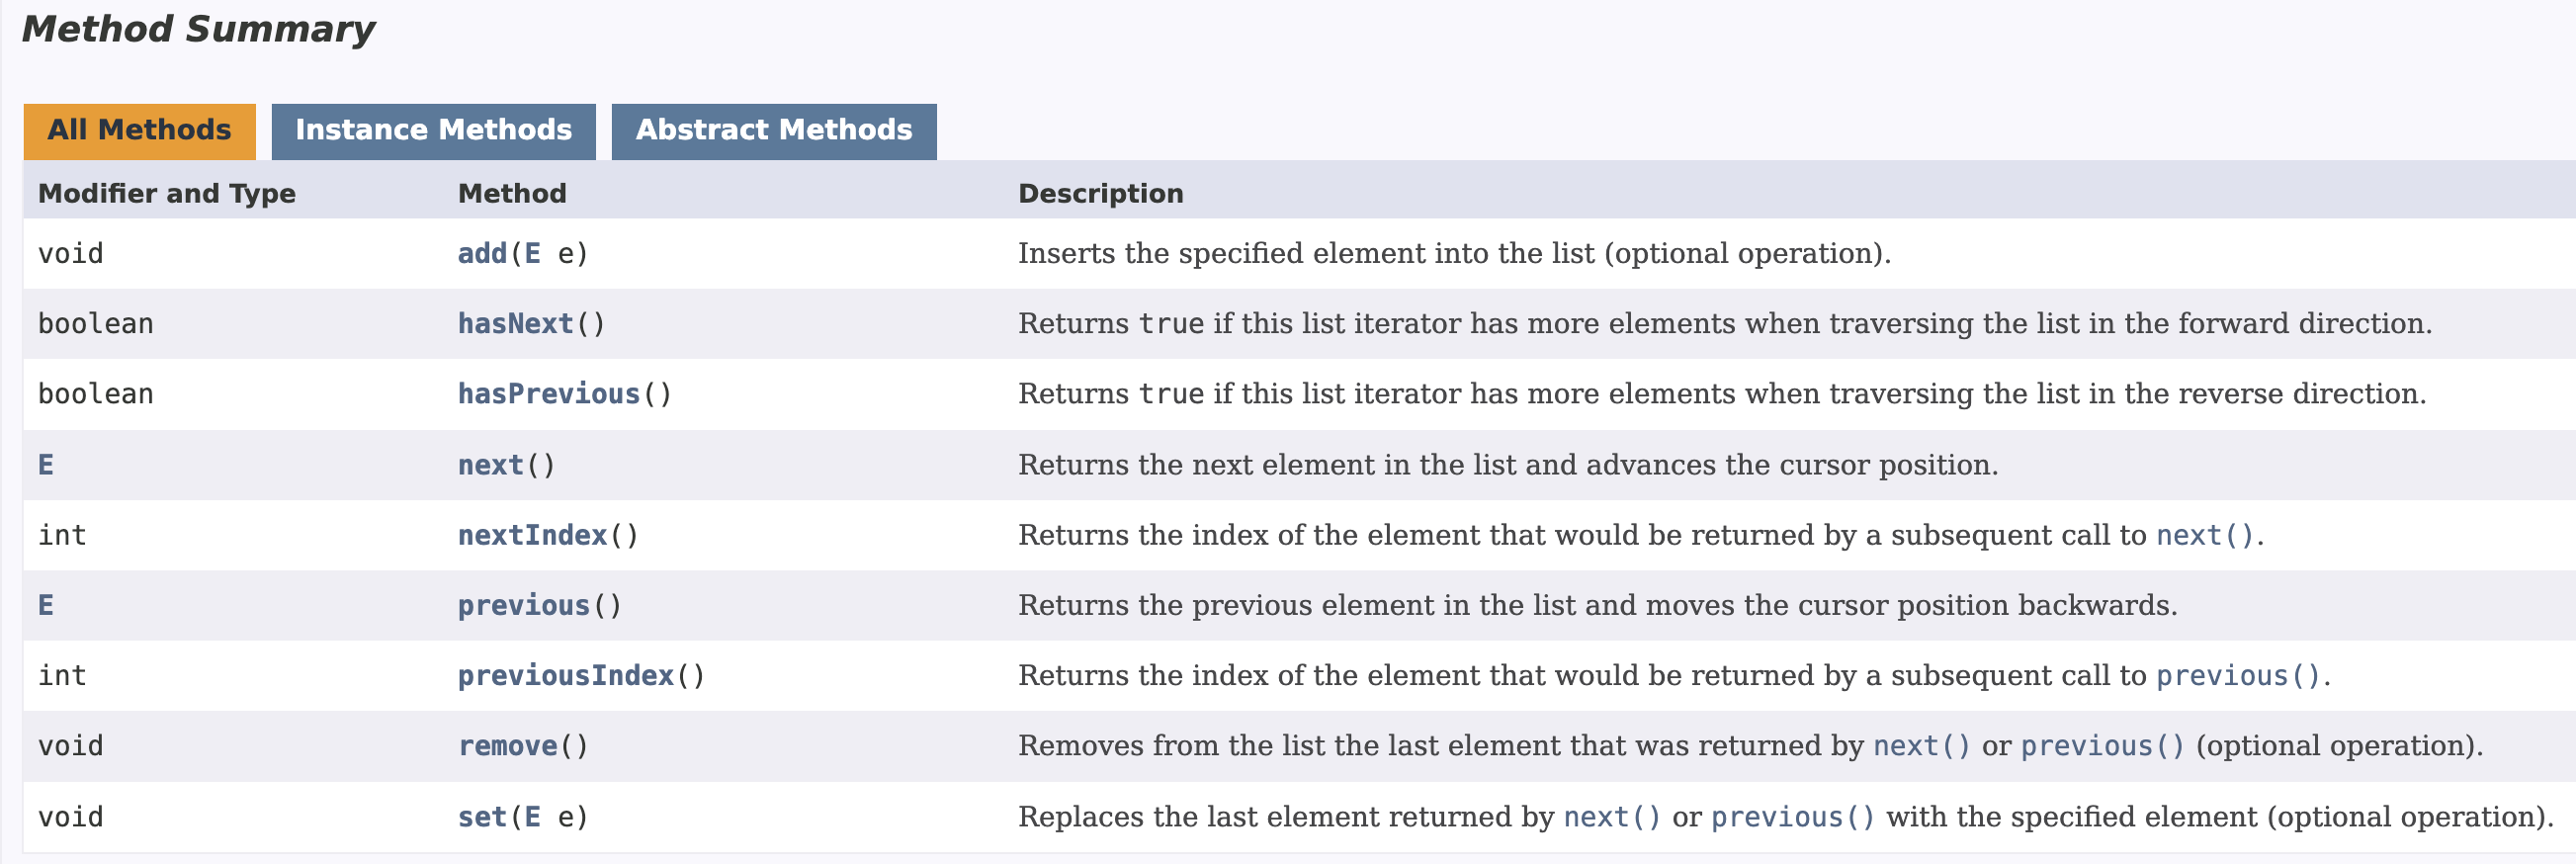 Method Summary
All Methods Instance Methods Abstract Methods
Modifier and Type Method Description
void add(E e) Inserts the specified element into the list (optional operation).
boolean hasNext() Returns true if this list iterator has more elements when traversing the list in the forward direction.
boolean hasPrevious() Returns true if this list iterator has more elements when traversing the list in the reverse direction.
E next() Returns the next element in the list and advances the cursor position.
int nextIndex() Returns the index of the element that would be returned by a subsequent call to next().
E previous() Returns the previous element in the list and moves the cursor position backwards.
int previousIndex() Returns the index of the element that would be returned by a subsequent call to previous().
void remove() Removes from the list the last element that was returned by next() or previous() (optional operation).
void set(E e) Replaces the last element returned by next() or previous() with the specified element (optional operation).